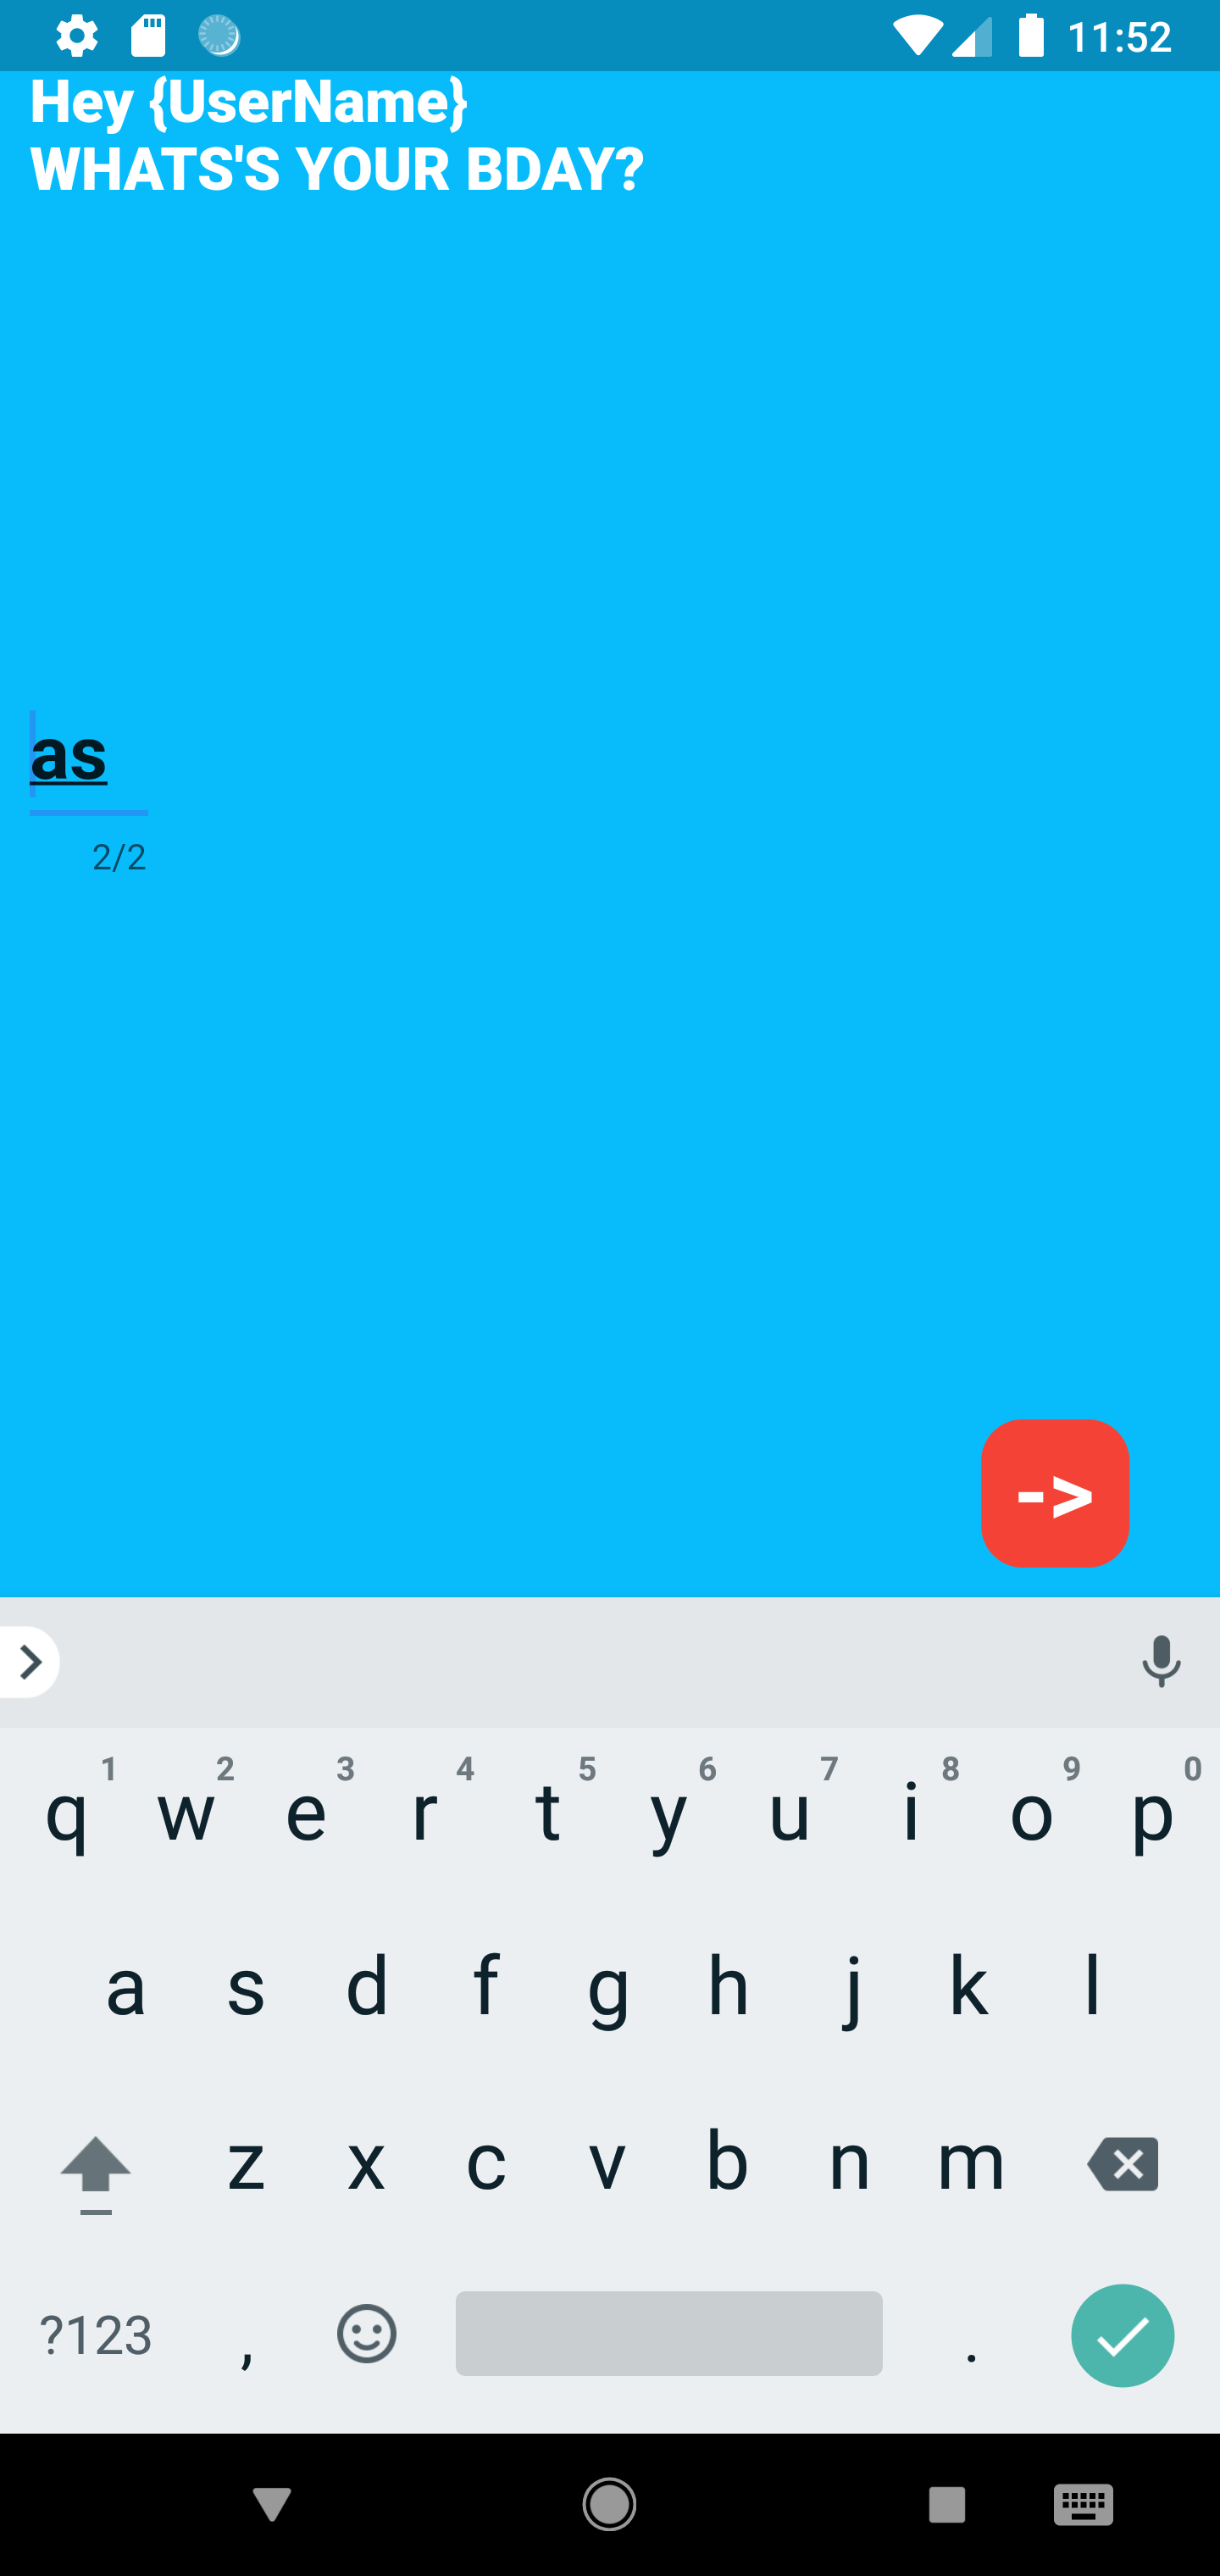 11:52
Hey {UserName}
WHATS'S YOUR BDAY?
as
2/2
->
1 2 3 4 5 6 7 8 9 0
q w e r t y u i o p
a s d f g h j k l
z x c v b n m
?123 , .